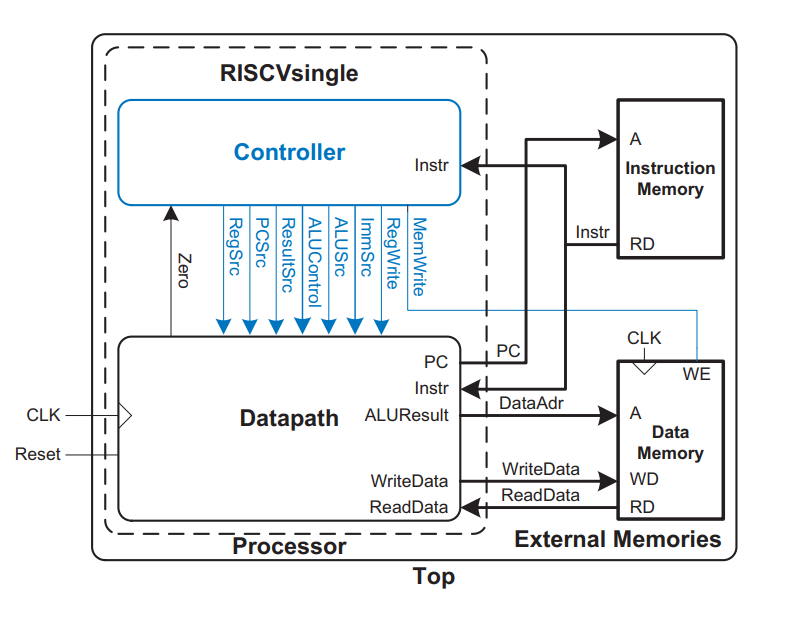 RISCVsingle
Controller
Instr
A
Instruction
Memory
RD
Instr
Zero
RegSrc
PCSrc
ResultSrc
ALUControl
ALUSrc
ImmSrc
RegWrite
MemWrite
CLK
WE
PC
PC
Instr
DataAdr
CLK
Datapath
ALUResult
A
Data
Memory
Reset
WriteData
WriteData
WD
ReadData
ReadData
RD
Processor
External Memories
Top